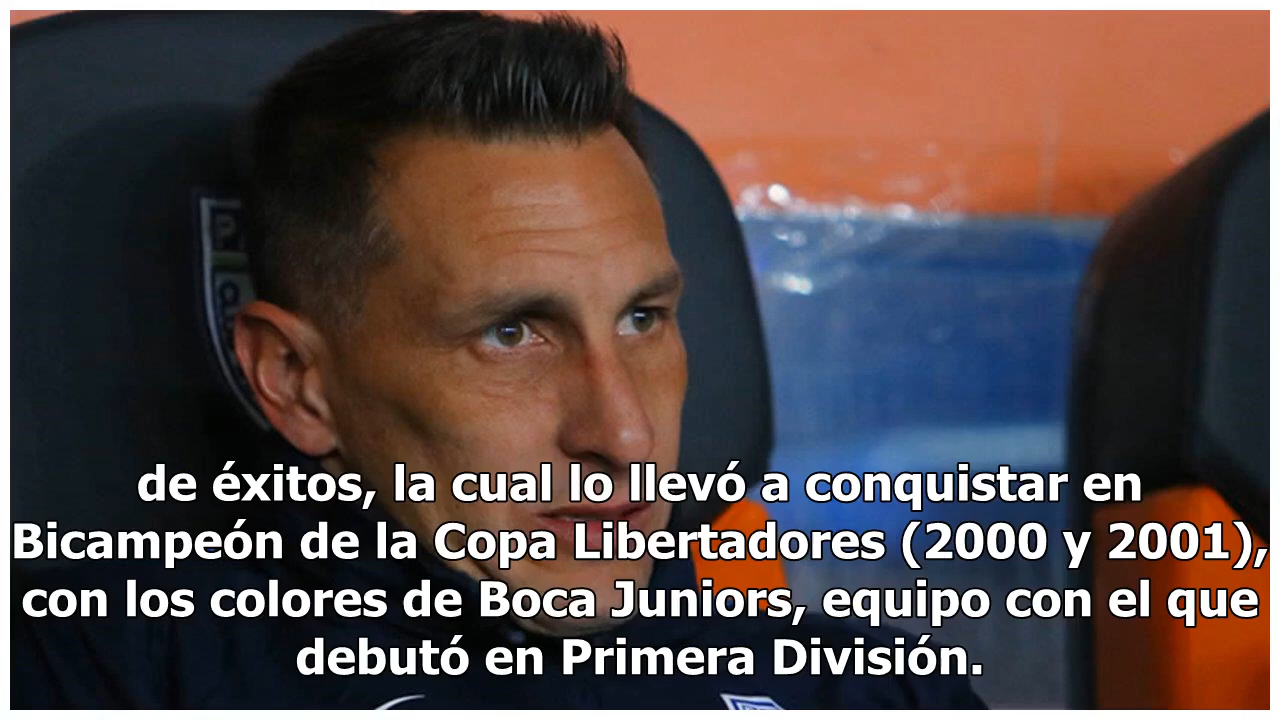 de éxitos, la cual lo llevó a conquistar en
Bicampeón de la Copa Libertadores (2000 y 2001),
con los colores de Boca Juniors, equipo con el que
debutó en Primera División.